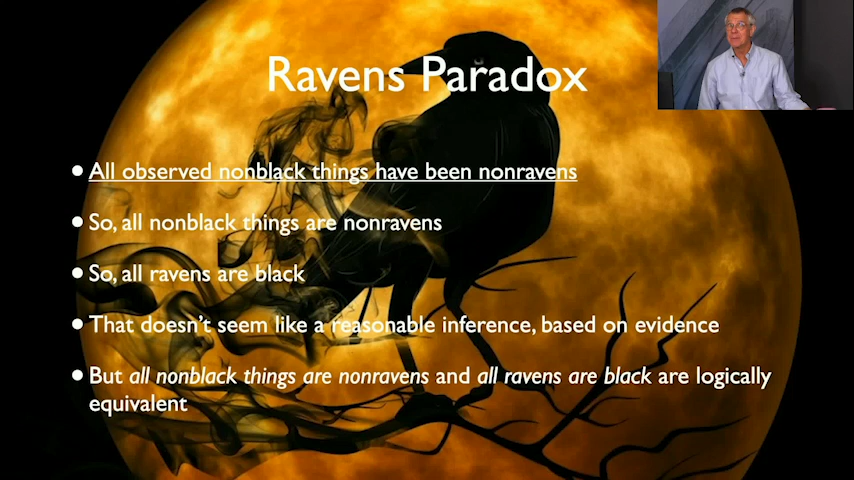 Ravens Paradox
• All observed nonblack things have been nonravens
• So, all nonblack things are nonravens
• So, all ravens are black
• That doesn't seem like a reasonable inference, based on evidence
• But all nonblack things are nonravens and all ravens are black are logically
equivalent